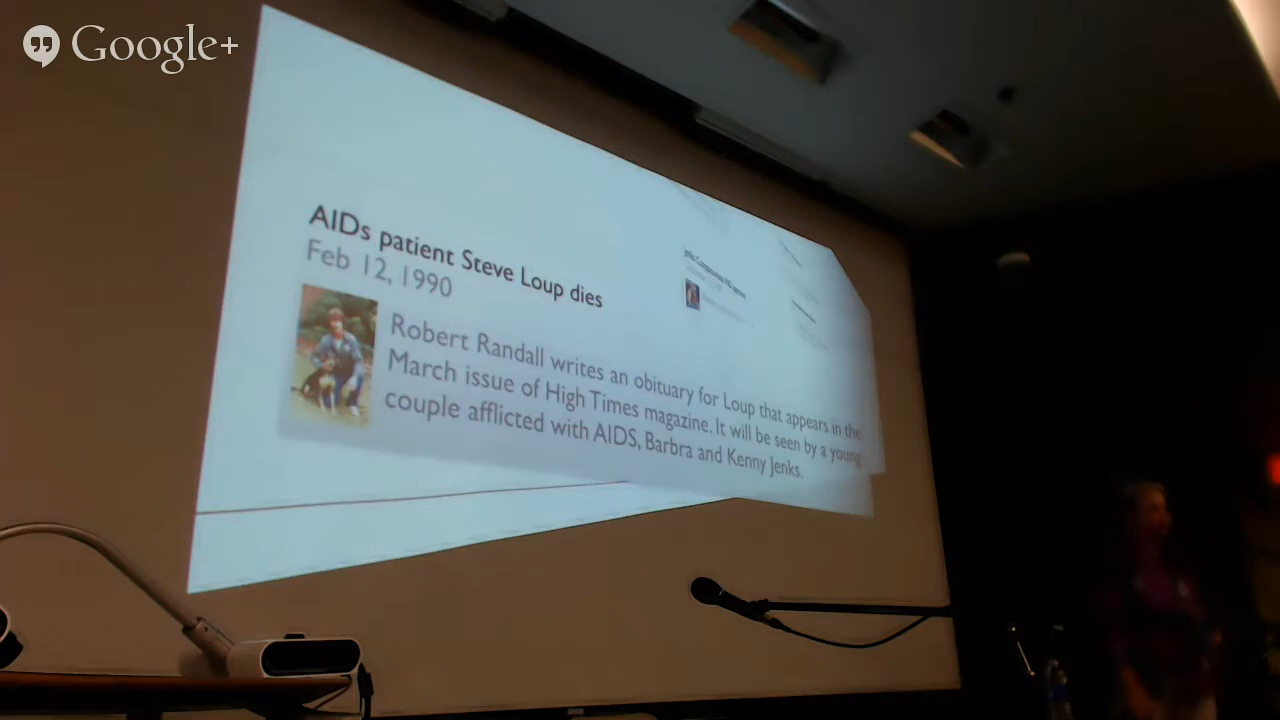 Google+
AIDs patient Steve Loup dies
Feb 12, 1990
Robert Randall writes an obituary for Loup that appears in the
March issue of High Times magazine. It will be seen by a young
couple afflicted with AIDS, Barbra and Kenny Jenks.